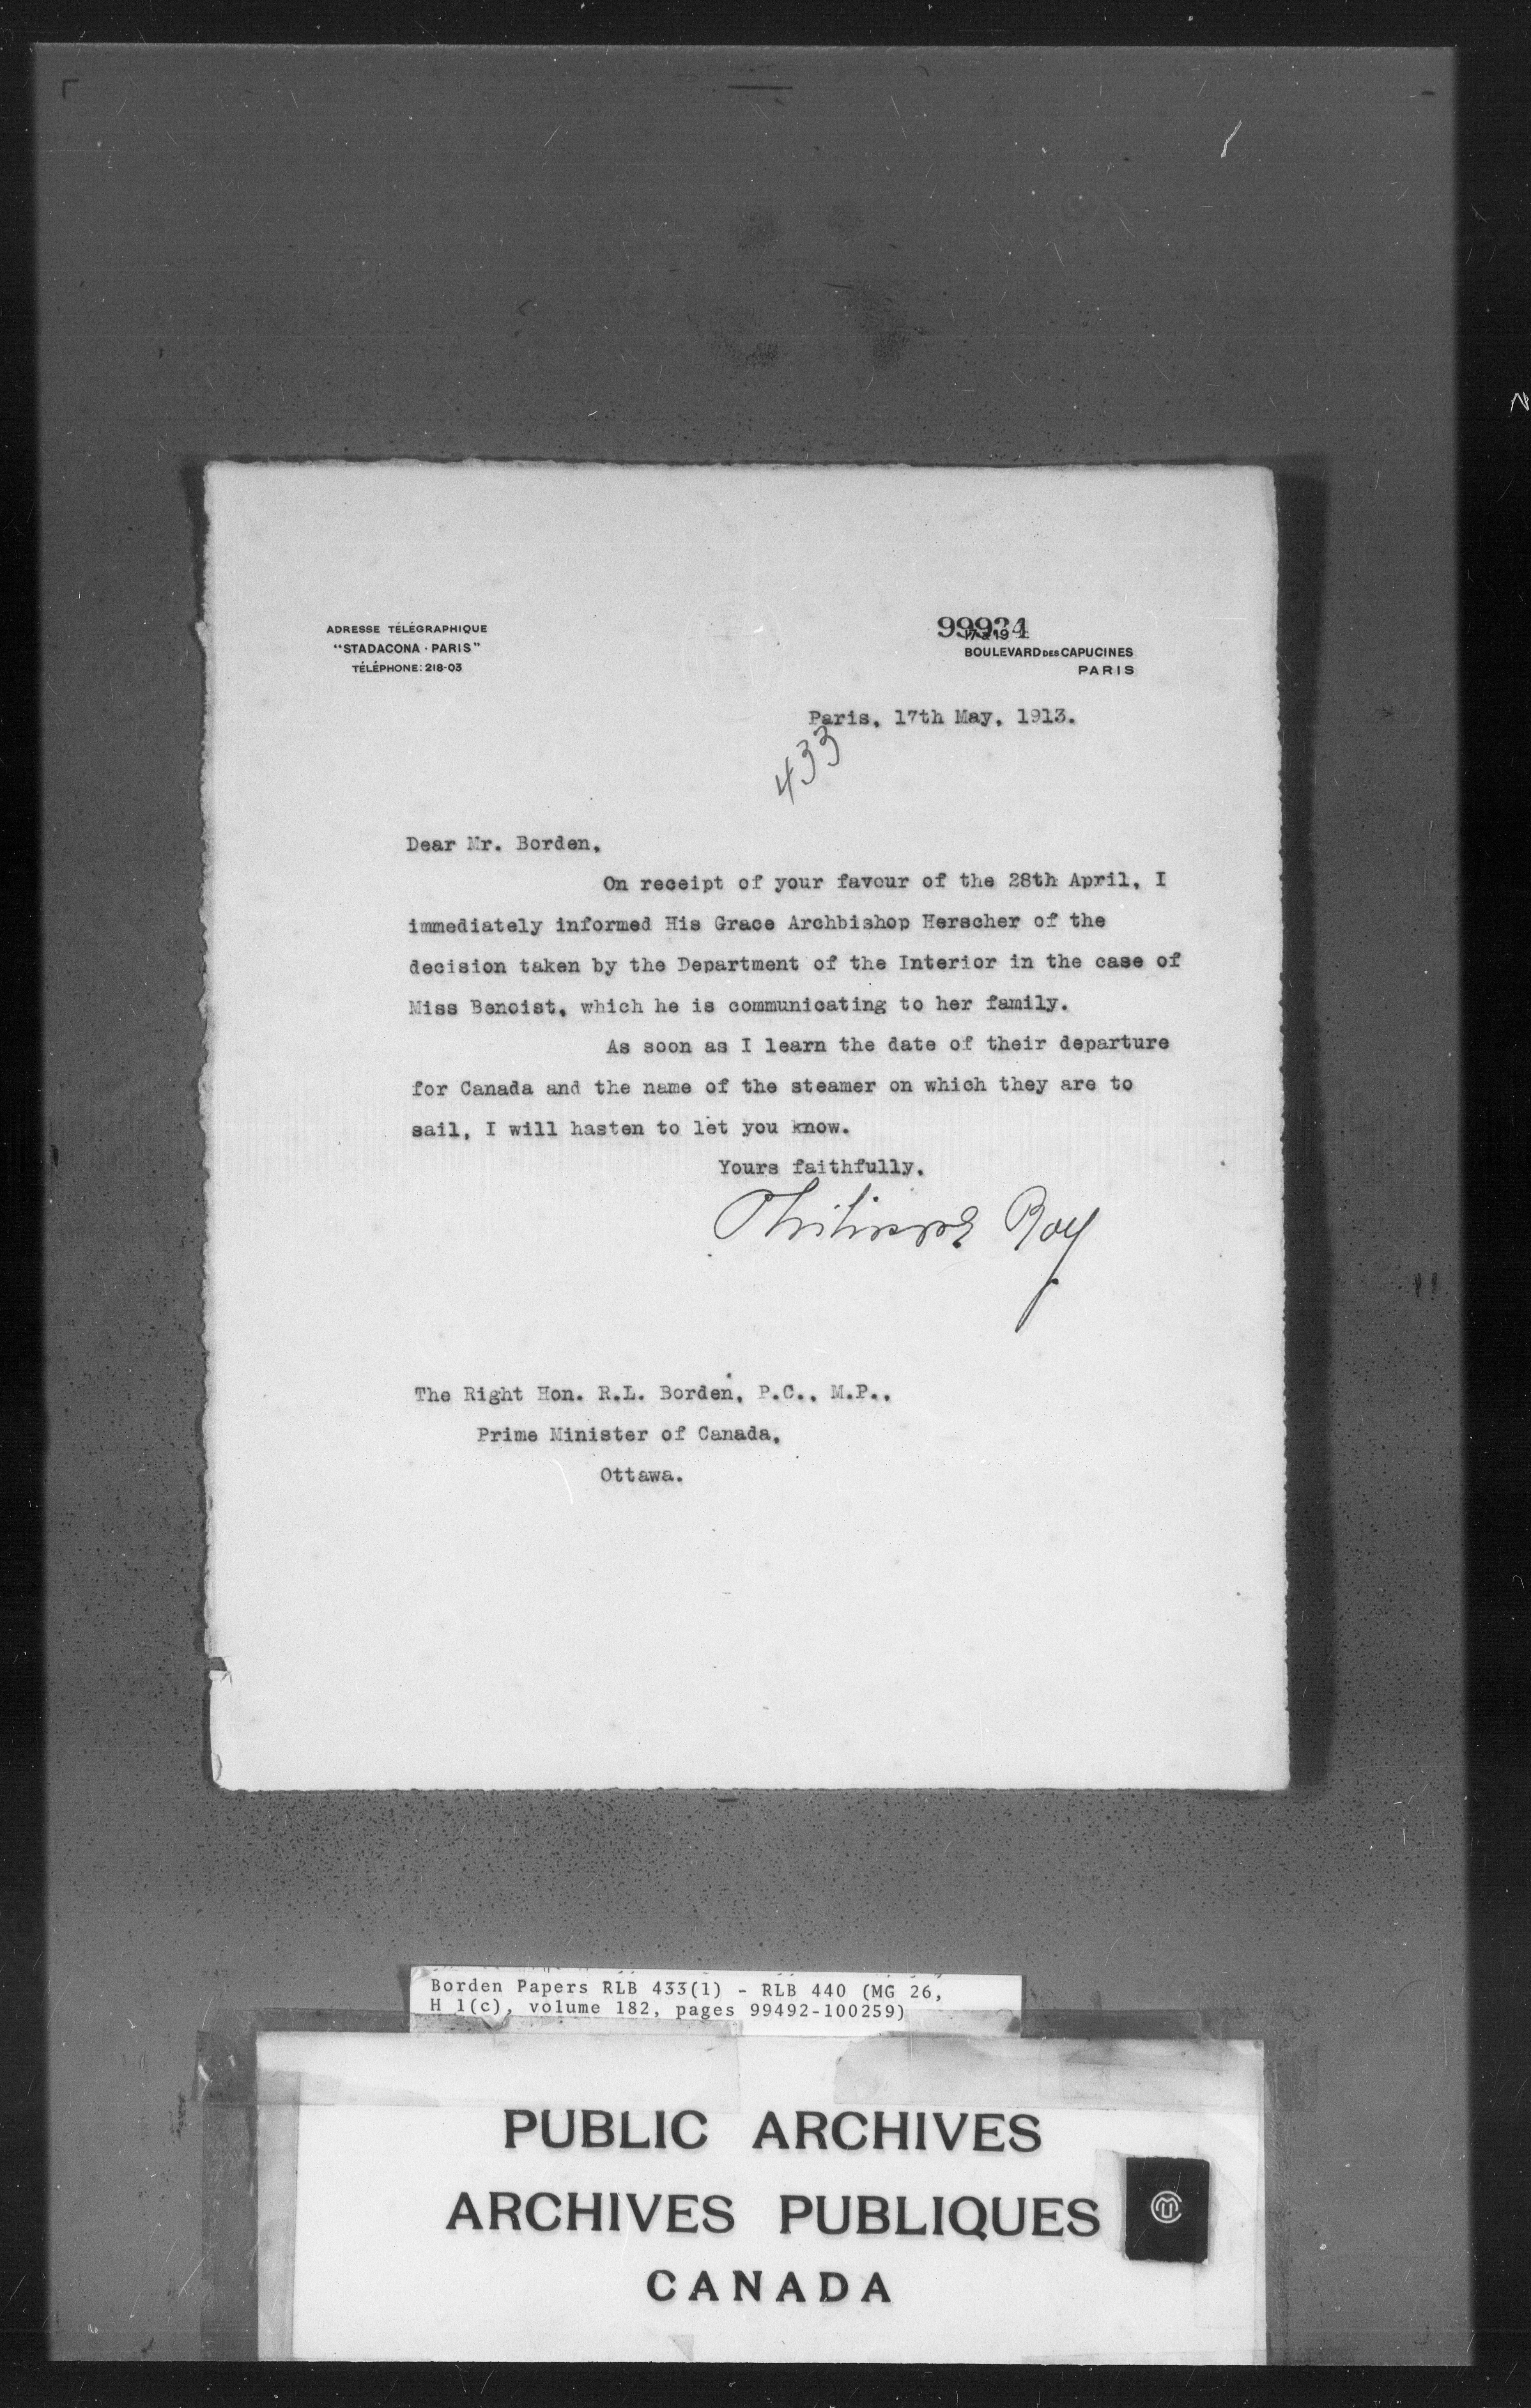 ADRESSE TÉLÉGRAPHIQUE
"STADACONA · PARIS"
TÉLÉPHONE: 218-03
99934
17 & 19
BOULEVARD DES CAPUCINES
PARIS
Paris, 17th May, 1913.
433
Dear Mr. Borden,
On receipt of your favour of the 28th April, I
immediately informed His Grace Archbishop Herscher of the
decision taken by the Department of the Interior in the case of
Miss Benoist, which he is communicating to her family.
As soon as I learn the date of their departure
for Canada and the name of the steamer on which they are to
sail, I will hasten to let you know.
Yours faithfully,
Philippe Roy
The Right Hon. R.L. Borden, P.C., M.P.,
Prime Minister of Canada,
Ottawa.
Borden Papers RLB 433(1) - RLB 440 (MG 26,
H 1(c), volume 182, pages 99492-100259)
PUBLIC ARCHIVES
ARCHIVES PUBLIQUES
CANADA